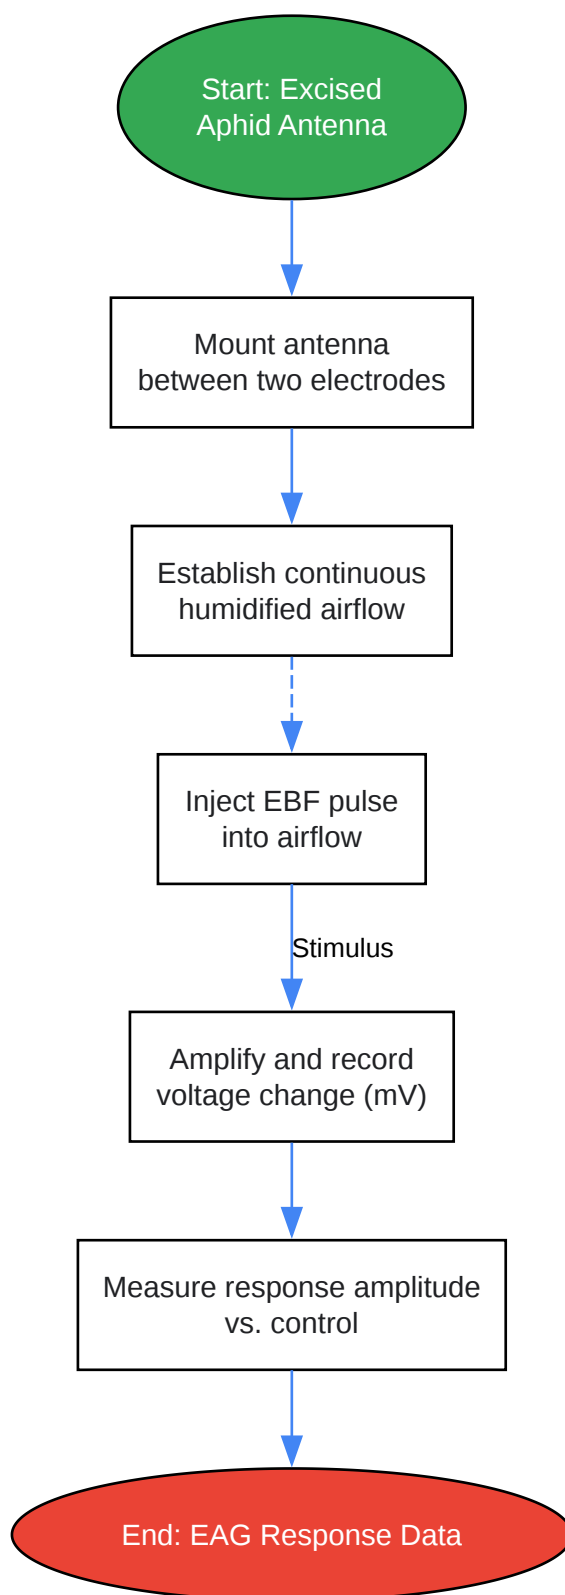 Start: Excised
Aphid Antenna
Mount antenna
between two electrodes
Establish continuous
humidified airflow
Inject EBF pulse
into airflow
Stimulus
Amplify and record
voltage change (mV)
Measure response amplitude
vs. control
End: EAG Response Data